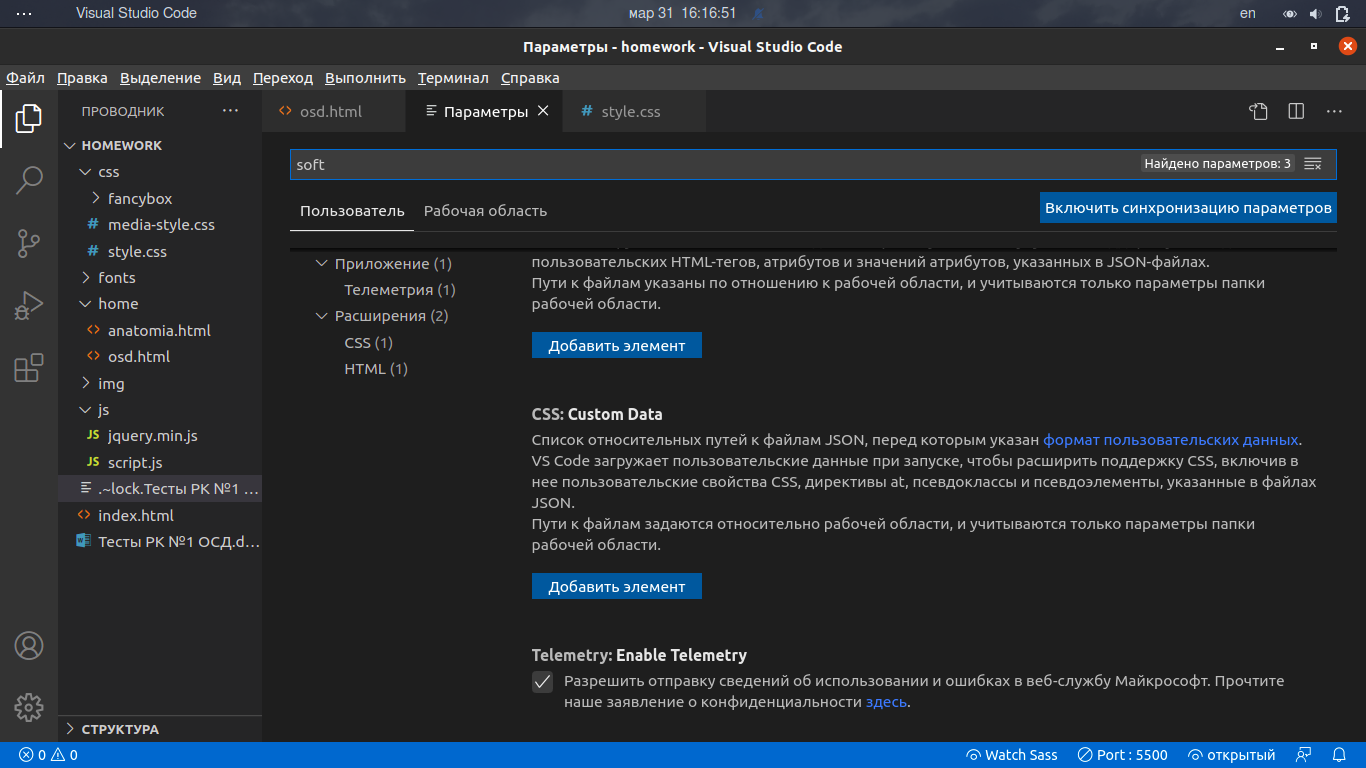 Visual Studio Code
мар 31 16:16:51
en
Параметры - homework - Visual Studio Code
Файл Правка Выделение Вид Переход Выполнить Терминал Справка
ПРОВОДНИК
osd.html
Параметры
style.css
HOMEWORK
css
fancybox
media-style.css
style.css
fonts
home
anatomia.html
osd.html
img
js
jquery.min.js
script.js
.~lock.Тесты РК №1 ...
index.html
Тесты РК №1 ОСД.d...
СТРУКТУРА
soft
Найдено параметров: 3
Пользователь
Рабочая область
Включить синхронизацию параметров
Приложение (1)
Телеметрия (1)
Расширения (2)
CSS (1)
HTML (1)
пользовательских HTML-тегов, атрибутов и значений атрибутов, указанных в JSON-файлах.
Пути к файлам указаны по отношению к рабочей области, и учитываются только параметры папки
рабочей области.
Добавить элемент
CSS: Custom Data
Список относительных путей к файлам JSON, перед которым указан формат пользовательских данных.
VS Code загружает пользовательские данные при запуске, чтобы расширить поддержку CSS, включив в
нее пользовательские свойства CSS, директивы at, псевдоклассы и псевдоэлементы, указанные в файлах
JSON.
Пути к файлам задаются относительно рабочей области, и учитываются только параметры папки
рабочей области.
Добавить элемент
Telemetry: Enable Telemetry
Разрешить отправку сведений об использовании и ошибках в веб-службу Майкрософт. Прочтите
наше заявление о конфиденциальности здесь.
0 0
Watch Sass
Port : 5500
открытый